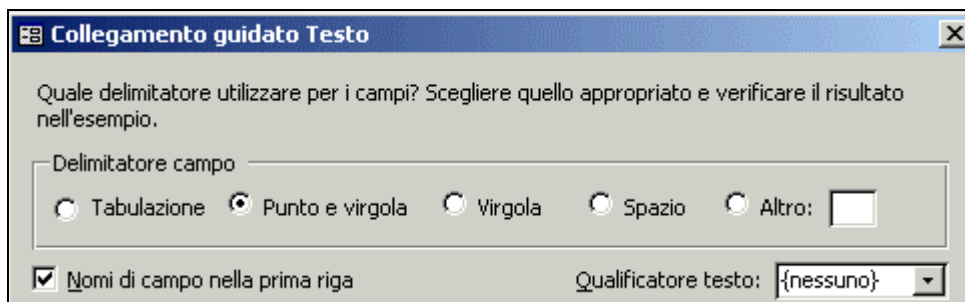 Collegamento guidato Testo
Quale delimitatore utilizzare per i campi? Scegliere quello appropriato e verificare il risultato
nell'esempio.
Delimitatore campo
Tabulazione Punto e virgola Virgola Spazio Altro:
Nomi di campo nella prima riga Qualificatore testo: {nessuno}